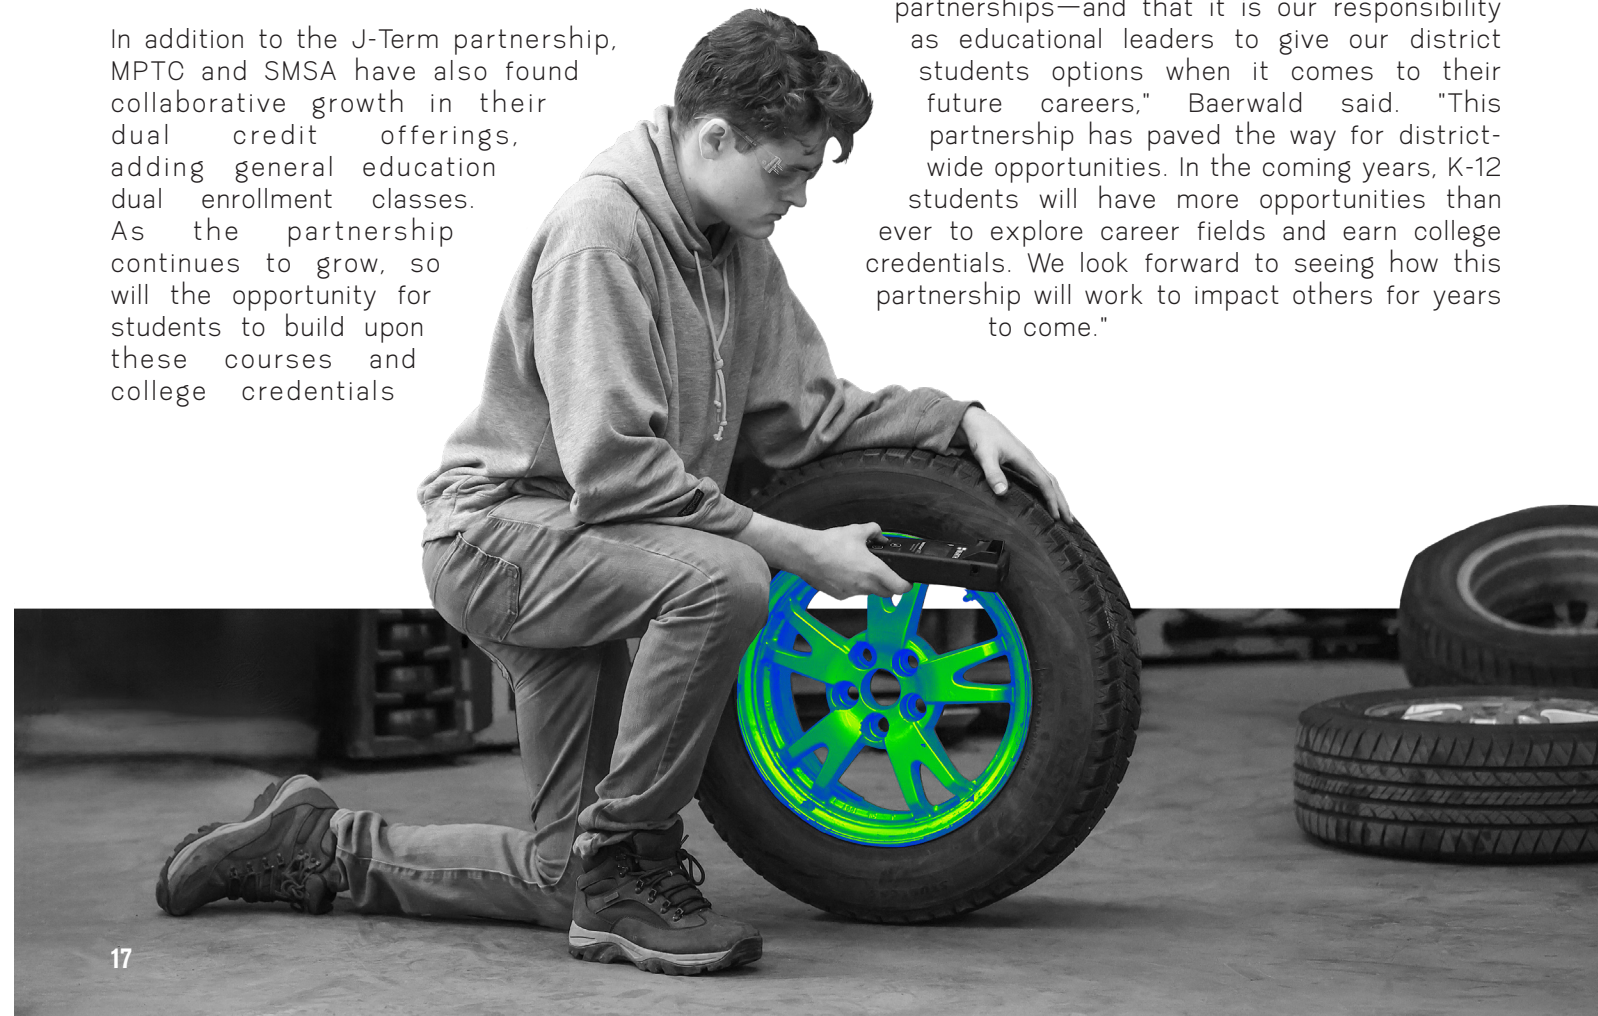 In addition to the J-Term partnership,
MPTC and SMSA have also found
collaborative growth in their
dual credit offerings,
adding general education
dual enrollment classes.
As the partnership
continues to grow, so
will the opportunity for
students to build upon
these courses and
college credentials
partnerships—and that it is our responsibility
as educational leaders to give our district
students options when it comes to their
future careers," Baerwald said. "This
partnership has paved the way for district-
wide opportunities. In the coming years, K-12
students will have more opportunities than
ever to explore career fields and earn college
credentials. We look forward to seeing how this
partnership will work to impact others for years
to come."
17